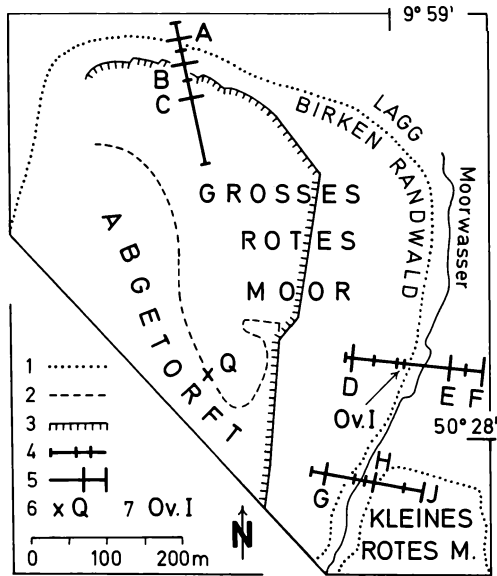 9° 59'
A
B
C
LAGG
BIRKEN RANDWALD
Moorwasser
GROSSES
ROTES
MOOR
ABGETORFT
Q
D
E
F
Ov.I
50° 28'
H
G
J
KLEINES
ROTES M.
1
2
3
4
5
6 x Q 7 Ov.I
N
0 100 200m